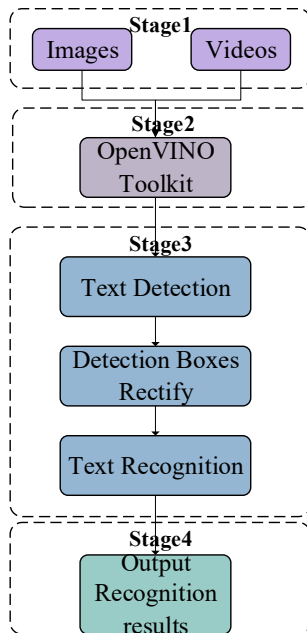 Stage1
Images
Videos
Stage2
OpenVINO
Toolkit
Stage3
Text Detection
Detection Boxes
Rectify
Text Recognition
Stage4
Output
Recognition
results